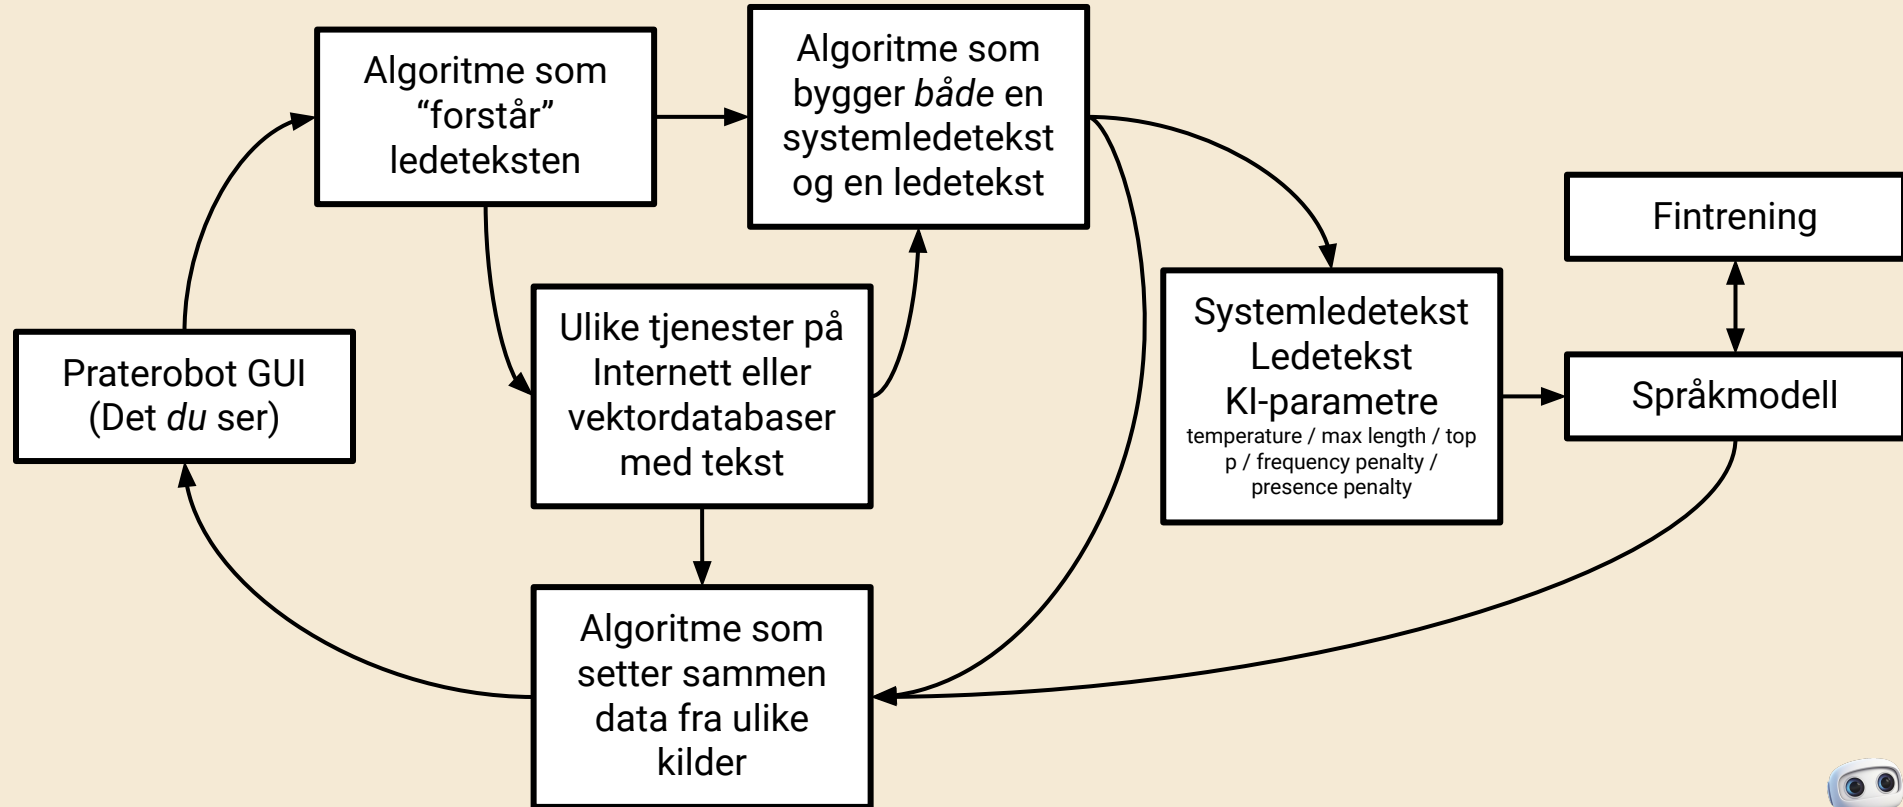 Algoritme som
“forstår”
ledeteksten
Algoritme som
bygger både en
systemledetekst
og en ledetekst
Praterobot GUI
(Det du ser)
Ulike tjenester på
Internett eller
vektordatabaser
med tekst
Systemledetekst
Ledetekst
KI-parametre
temperature / max length / top
p / frequency penalty /
presence penalty
Fintrening
Språkmodell
Algoritme som
setter sammen
data fra ulike
kilder